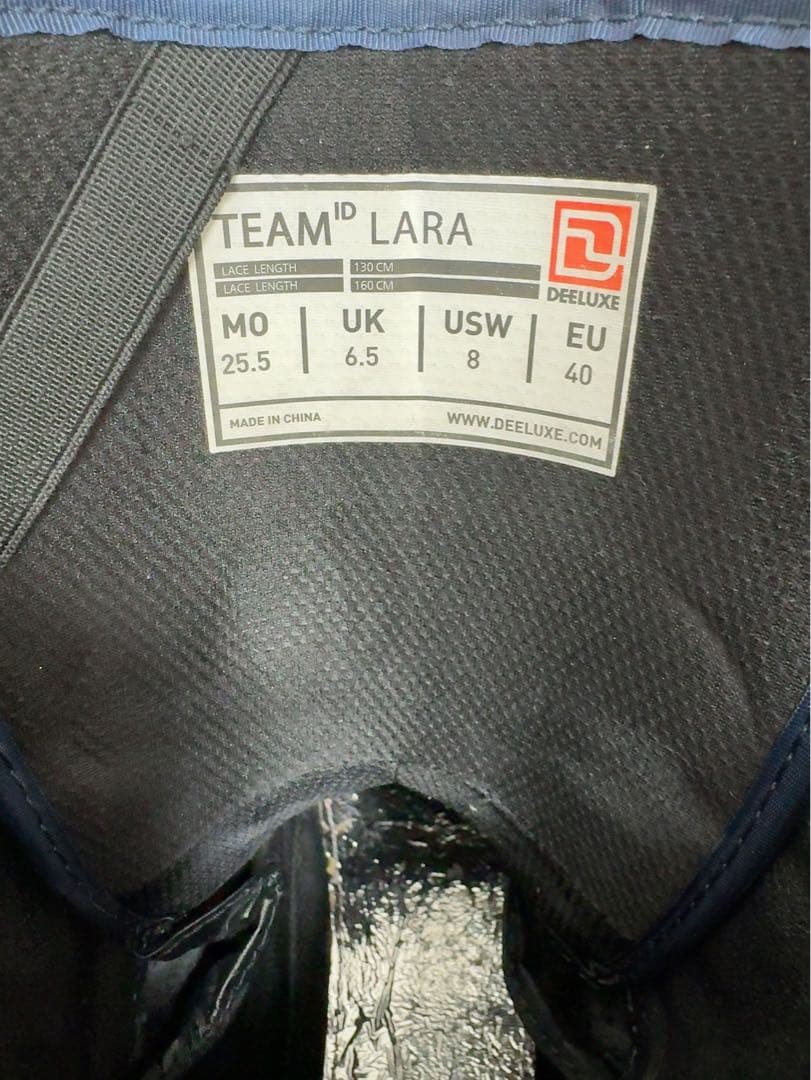 TEAM ID LARA
LACE LENGTH 130 CM
LACE LENGTH 160 CM
DEELUXE
MO UK USW EU
25.5 6.5 8 40
MADE IN CHINA WWW.DEELUXE.COM